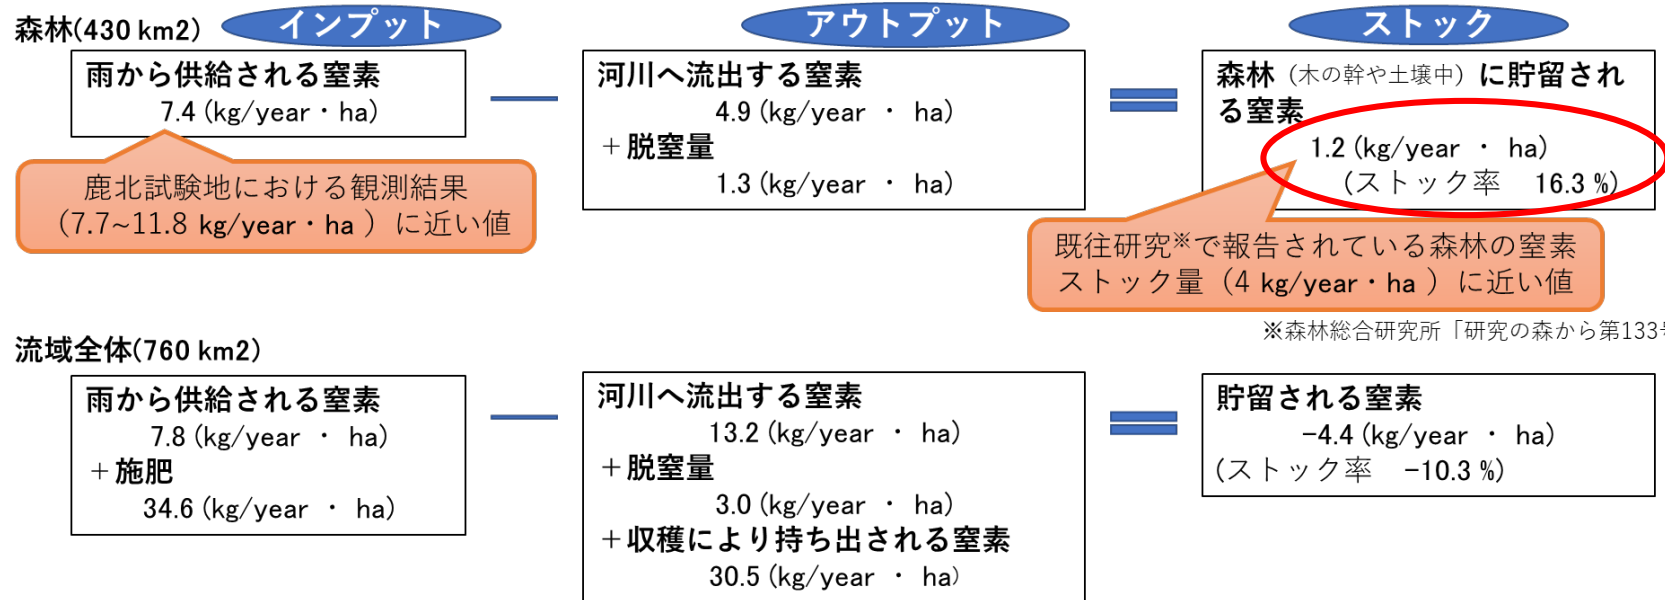 森林(430 km2)
インプット
アウトプット
ストック
雨から供給される窒素
7.4 (kg/year・ha)
河川へ流出する窒素
4.9 (kg/year ・ ha)
+脱窒量
1.3 (kg/year ・ ha)
森林（木の幹や土壌中）に貯留され
る窒素
1.2 (kg/year ・ ha)
(ストック率 16.3 %)
鹿北試験地における観測結果
(7.7~11.8 kg/year・ha ）に近い値
既往研究※で報告されている森林の窒素
ストック量（4 kg/year・ha ）に近い値
※森林総合研究所「研究の森から第133
流域全体(760 km2)
雨から供給される窒素
7.8 (kg/year ・ ha)
+施肥
34.6 (kg/year ・ ha)
河川へ流出する窒素
13.2 (kg/year ・ ha)
+脱窒量
3.0 (kg/year ・ ha)
+収穫により持ち出される窒素
30.5 (kg/year ・ ha)
貯留される窒素
-4.4 (kg/year ・ ha)
(ストック率 -10.3 %)